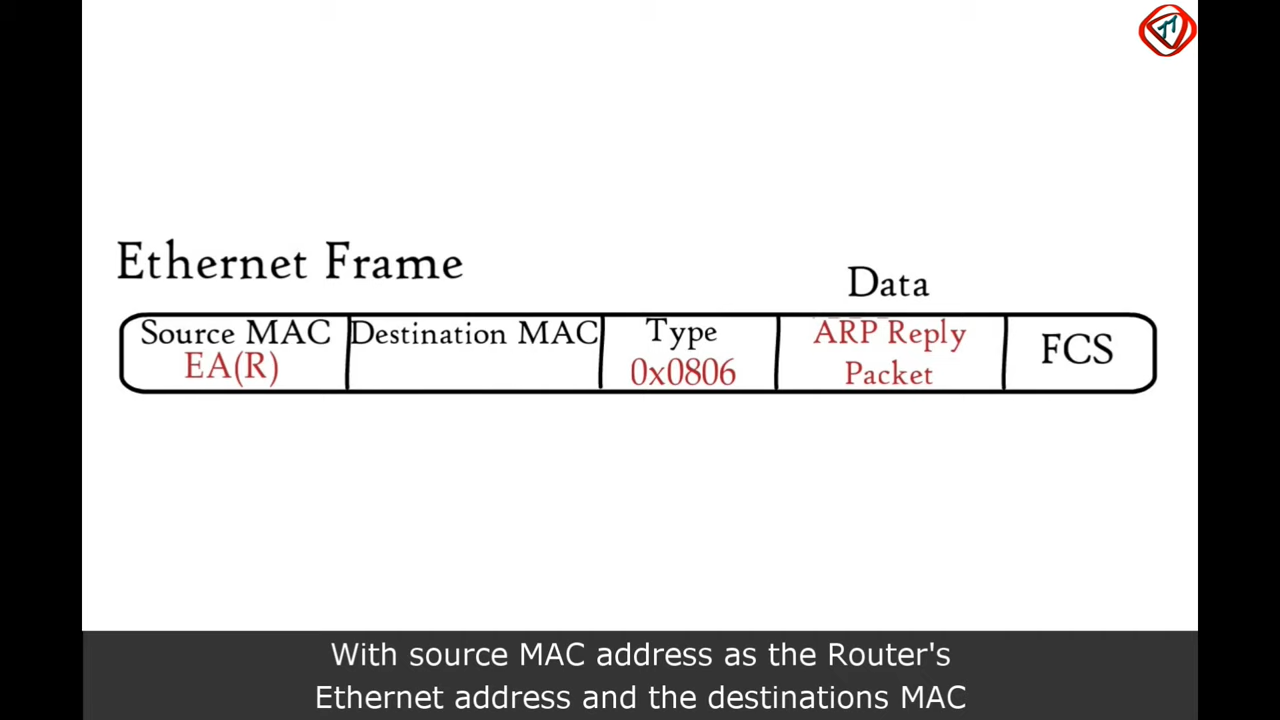 Ethernet Frame
Data
Source MAC
EA(R)
Destination MAC
Type
0x0806
ARP Reply
Packet
FCS
With source MAC address as the Router's
Ethernet address and the destinations MAC